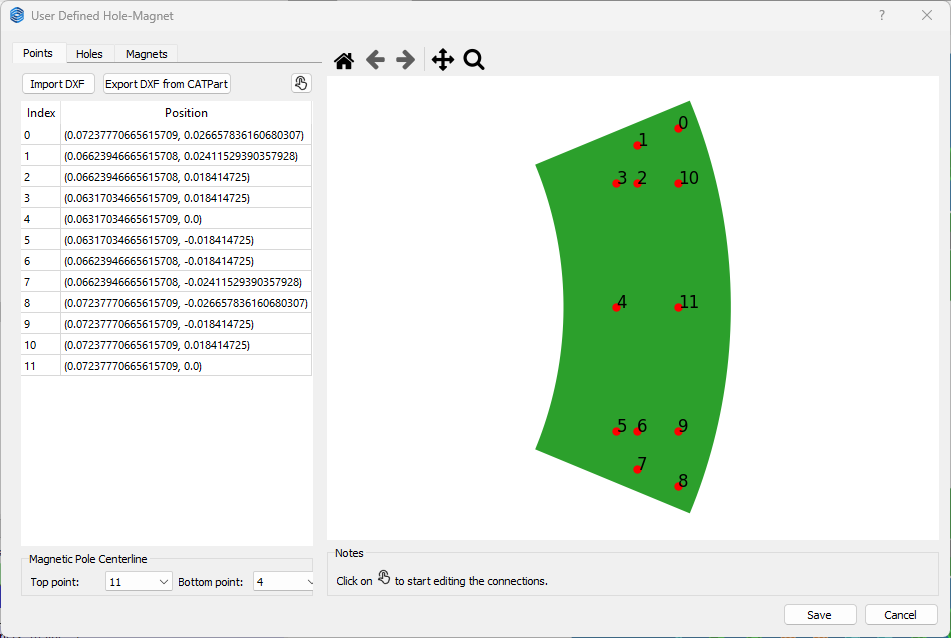 User Defined Hole-Magnet
?
Points Holes Magnets
Import DXF Export DXF from CATPart
Index Position
0 (0.07237770665615709, 0.026657836160680307)
1 (0.06623946665615708, 0.02411529390357928)
2 (0.06623946665615708, 0.018414725)
3 (0.06317034665615709, 0.018414725)
4 (0.06317034665615709, 0.0)
5 (0.06317034665615709, -0.018414725)
6 (0.06623946665615708, -0.018414725)
7 (0.06623946665615708, -0.02411529390357928)
8 (0.07237770665615709, -0.026657836160680307)
9 (0.07237770665615709, -0.018414725)
10 (0.07237770665615709, 0.018414725)
11 (0.07237770665615709, 0.0)
Magnetic Pole Centerline
Top point: 11 Bottom point: 4
0
1
3 2 10
4 11
5 6 9
7
8
Notes
Click on to start editing the connections.
Save Cancel